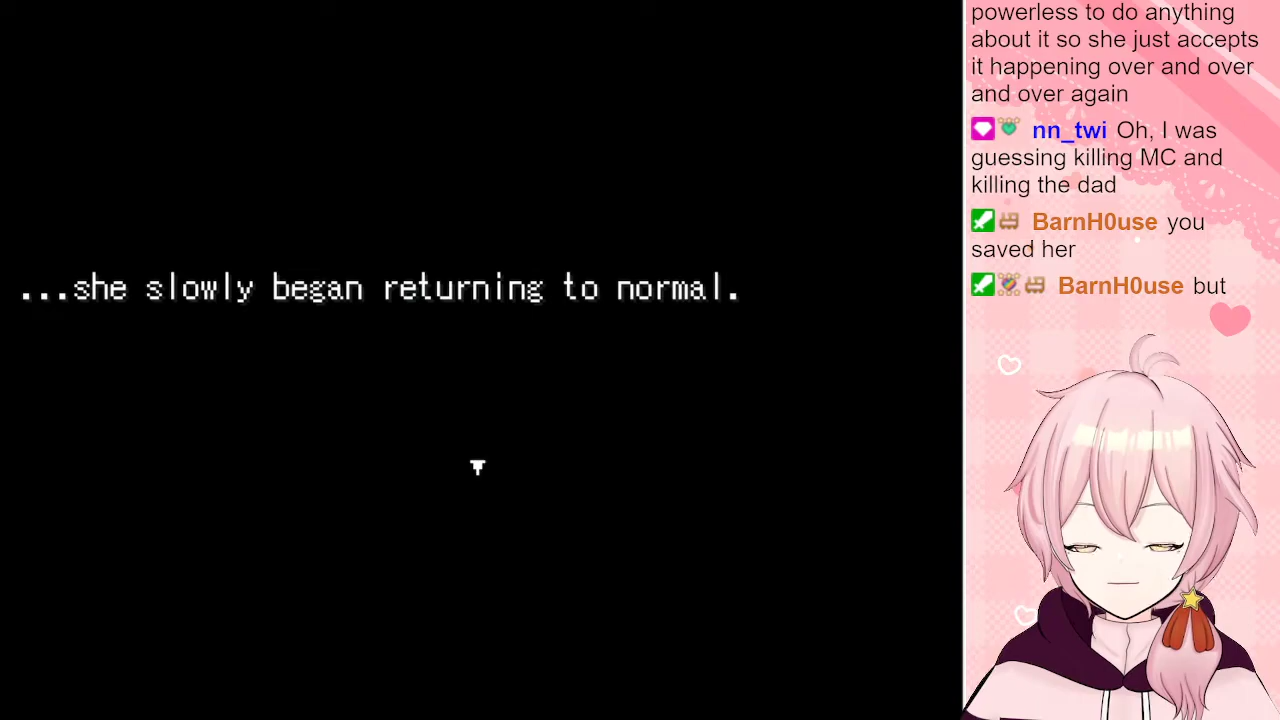 ...she slowly began returning to normal.
powerless to do anything
about it so she just accepts
it happening over and over
and over again
nn_twi Oh, I was
guessing killing MC and
killing the dad
BarnH0use you
saved her
BarnH0use but